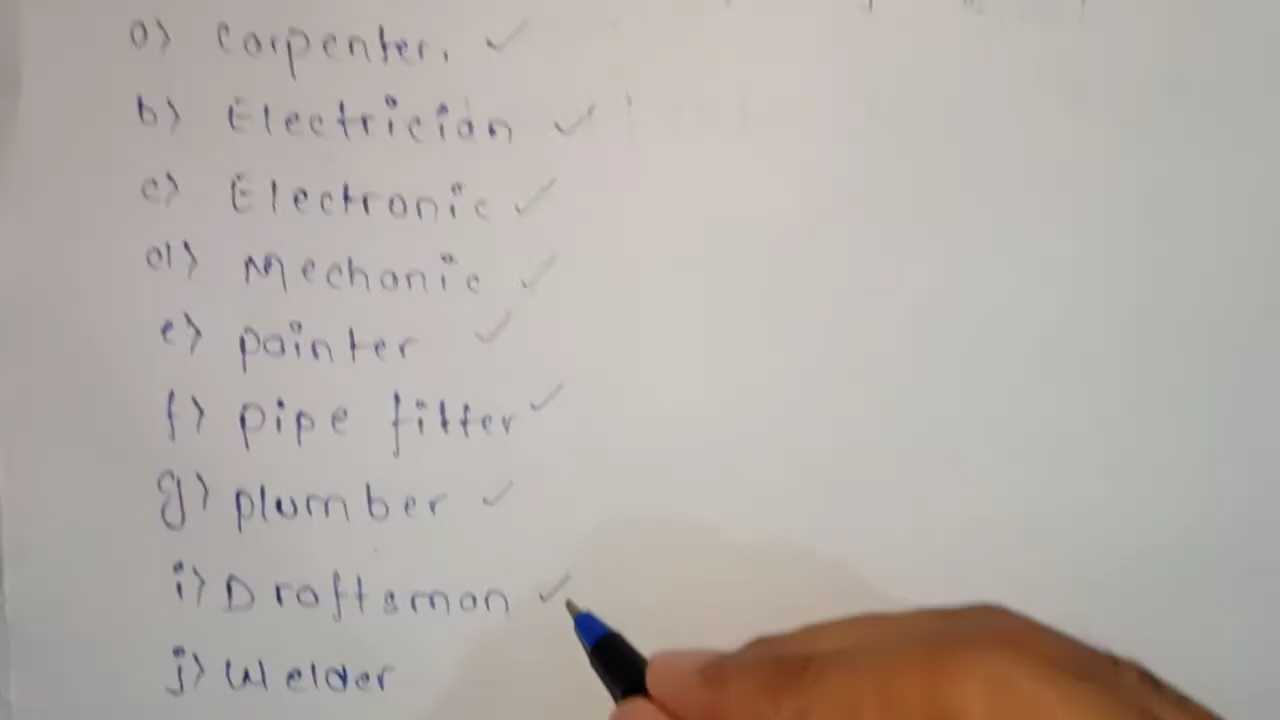 a) Carpenter.
b) Electrician
c) Electronic
d) Mechanic
e) painter
f) pipe fitter
g) plumber
i) Draftsman
j) Welder